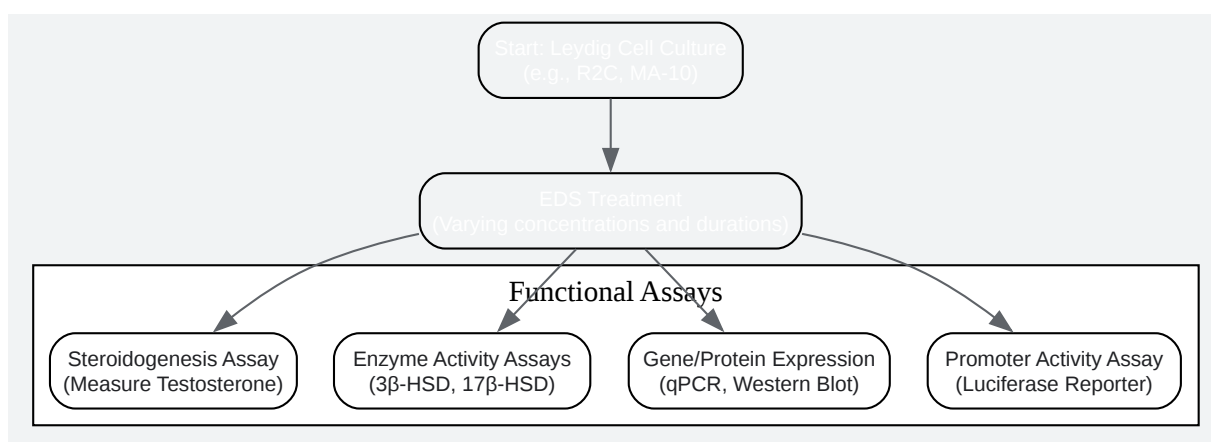 Start: Leydig Cell Culture
(e.g., R2C, MA-10)
EDS Treatment
(Varying concentrations and durations)
Functional Assays
Steroidogenesis Assay
(Measure Testosterone)
Enzyme Activity Assays
(3β-HSD, 17β-HSD)
Gene/Protein Expression
(qPCR, Western Blot)
Promoter Activity Assay
(Luciferase Reporter)